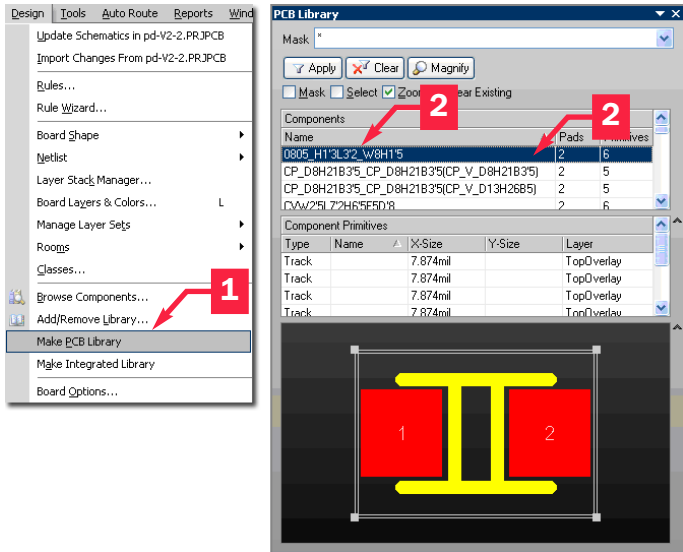 Design Tools Auto Route Reports Wind
Update Schematics in pd-V2-2.PRJPCB
Import Changes From pd-V2-2.PRJPCB
Rules...
Rule Wizard...
Board Shape
Netlist
Layer Stack Manager...
Board Layers & Colors... L
Manage Layer Sets
Rooms
Classes...
Browse Components...
Add/Remove Library...
Make PCB Library
Make Integrated Library
Board Options...
1
PCB Library
Mask *
Apply Clear Magnify
Mask Select Zoom Clear Existing
2
2
Components
Name Pads Primitives
0805_H1'3L3'2_W8H1'5 2 6
CP_D8H21B3'5_CP_D8H21B3'5(CP_V_D8H21B3'5) 2 5
CP_D8H21B3'5_CP_D8H21B3'5(CP_V_D13H26B5) 2 5
2 6
Component Primitives
Type Name X-Size Y-Size Layer
Track 7.874mil TopOverlay
Track 7.874mil TopOverlay
Track 7.874mil TopOverlay
Track 7.874mil TopOverlay
1 2